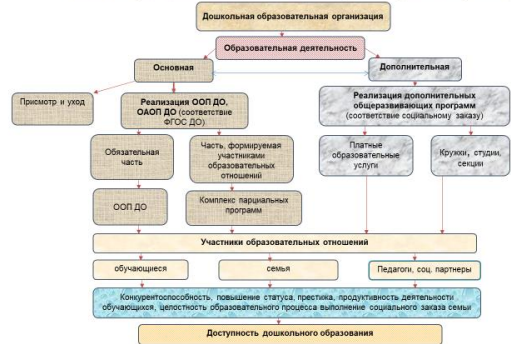 Дошкольная образовательная организация
Образовательная деятельность
Основная
Дополнительная
Присмотр и уход
Реализация ООП ДО,
ОАОП ДО (соответствие
ФГОС ДО)
Реализация дополнительных
общеразвивающих программ
(соответствие социальному заказу)
Обязательная
часть
Часть, формируемая
участниками
образовательных
отношений
Платные
образовательные
услуги
Кружки, студии,
секции
ООП ДО
Комплекс парциальных
программ
Участники образовательных отношений
обучающиеся
семья
Педагоги, соц. партнеры
Конкурентоспособность, повышение статуса, престижа, продуктивность деятельности
обучающихся, целостность образовательного процесса выполнение социального заказа семьи
Доступность дошкольного образования